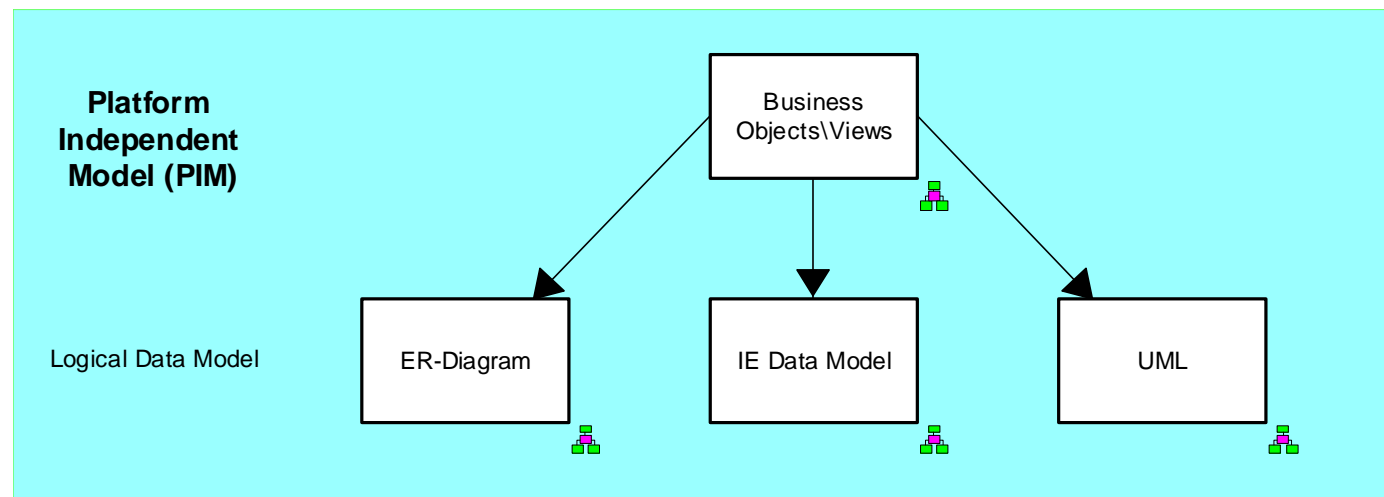 Platform
Independent
Model (PIM)
Business
Objects\Views
Logical Data Model
ER-Diagram
IE Data Model
UML